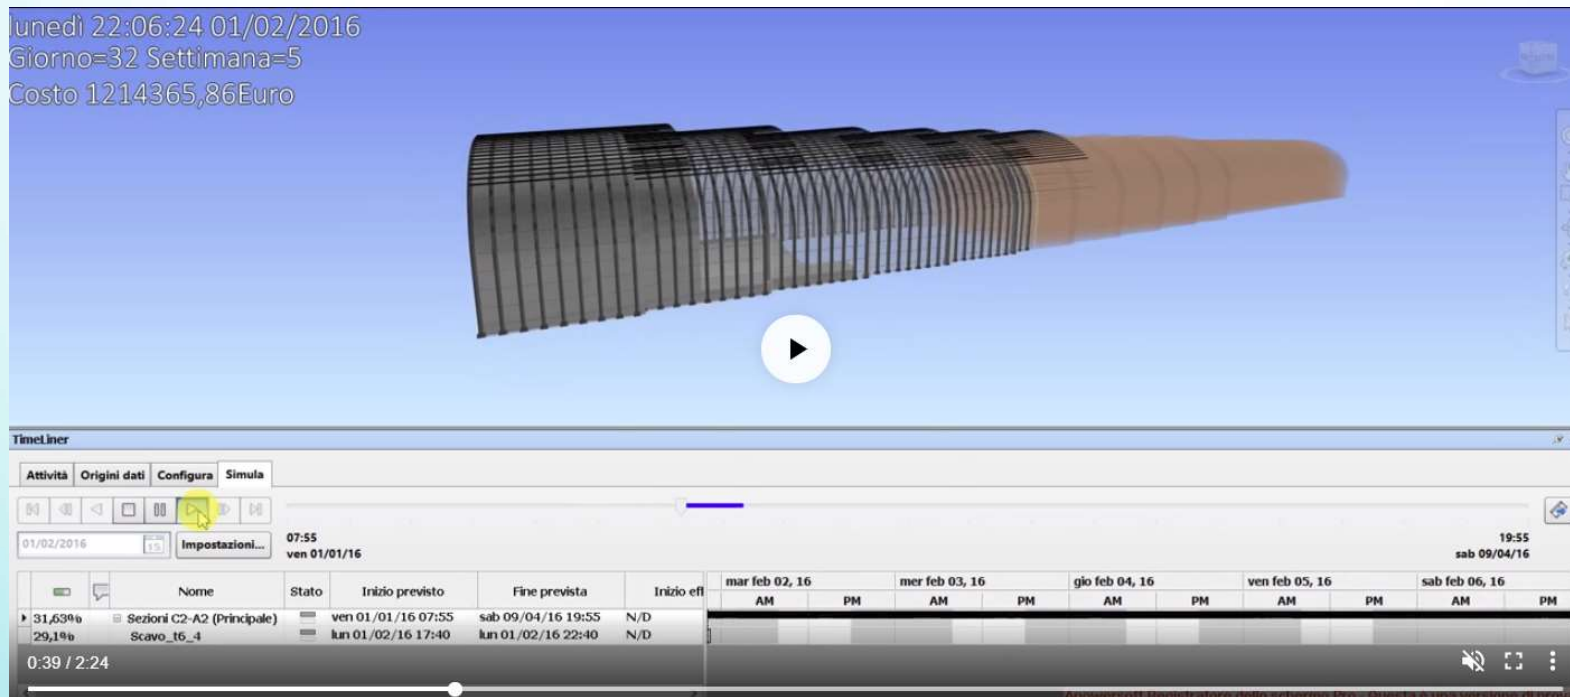 lunedì 22:06:24 01/02/2016
Giorno=32 Settimana=5
Costo 1214365,86Euro
TimeLiner
Attività Origini dati Configura Simula
01/02/2016 15 Impostazioni...
07:55
ven 01/01/16
19:55
sab 09/04/16
Nome Stato Inizio previsto Fine prevista Inizio eff
mar feb 02, 16 mer feb 03, 16 gio feb 04, 16 ven feb 05, 16 sab feb 06, 16
AM PM AM PM AM PM AM PM AM PM
31,63% Sezioni C2-A2 (Principale) ven 01/01/16 07:55 sab 09/04/16 19:55 N/D
29,1% Scavo_t6_4 lun 01/02/16 17:40 lun 01/02/16 22:40 N/D
0:39 / 2:24